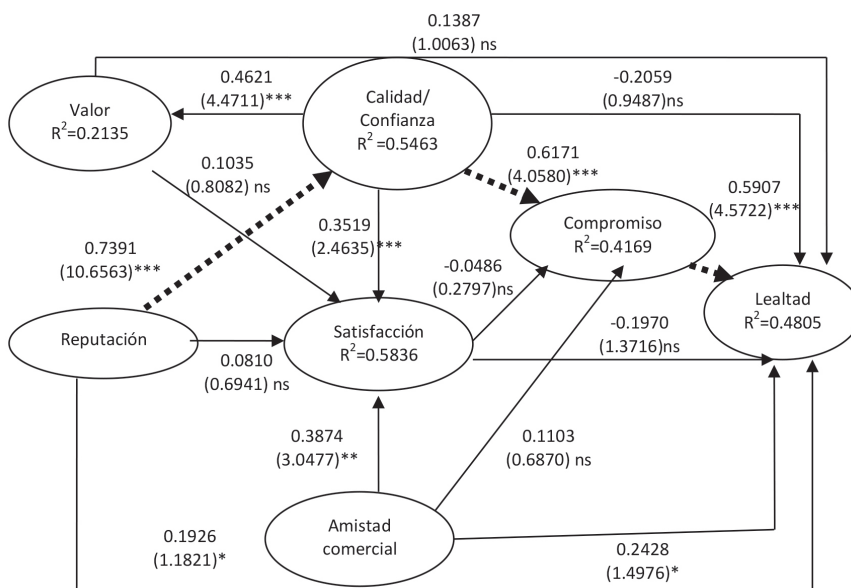 0.1387
(1.0063) ns
0.4621
(4.4711)***
-0.2059
(0.9487)ns
Valor
R²=0.2135
Calidad/
Confianza
R² =0.5463
0.1035
(0.8082) ns
0.6171
(4.0580)***
0.5907
(4.5722)***
0.7391
(10.6563)***
0.3519
(2.4635)***
Compromiso
R²=0.4169
-0.0486
(0.2797)ns
Lealtad
R²=0.4805
Reputación
Satisfacción
R²=0.5836
-0.1970
(1.3716)ns
0.0810
(0.6941) ns
0.3874
(3.0477)**
0.1103
(0.6870) ns
Amistad
comercial
0.1926
(1.1821)*
0.2428
(1.4976)*